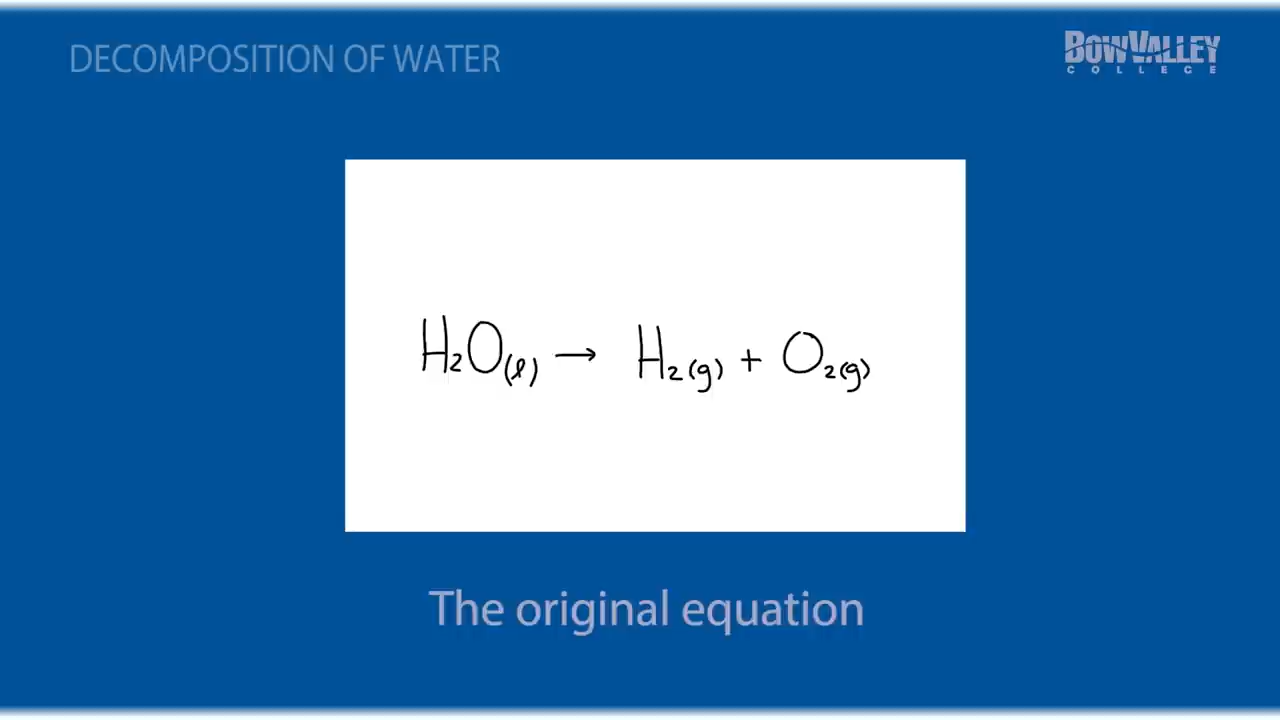 DECOMPOSITION OF WATER
BOW VALLEY
COLLEGE
H₂O(l) → H₂(g) + O₂(g)
The original equation